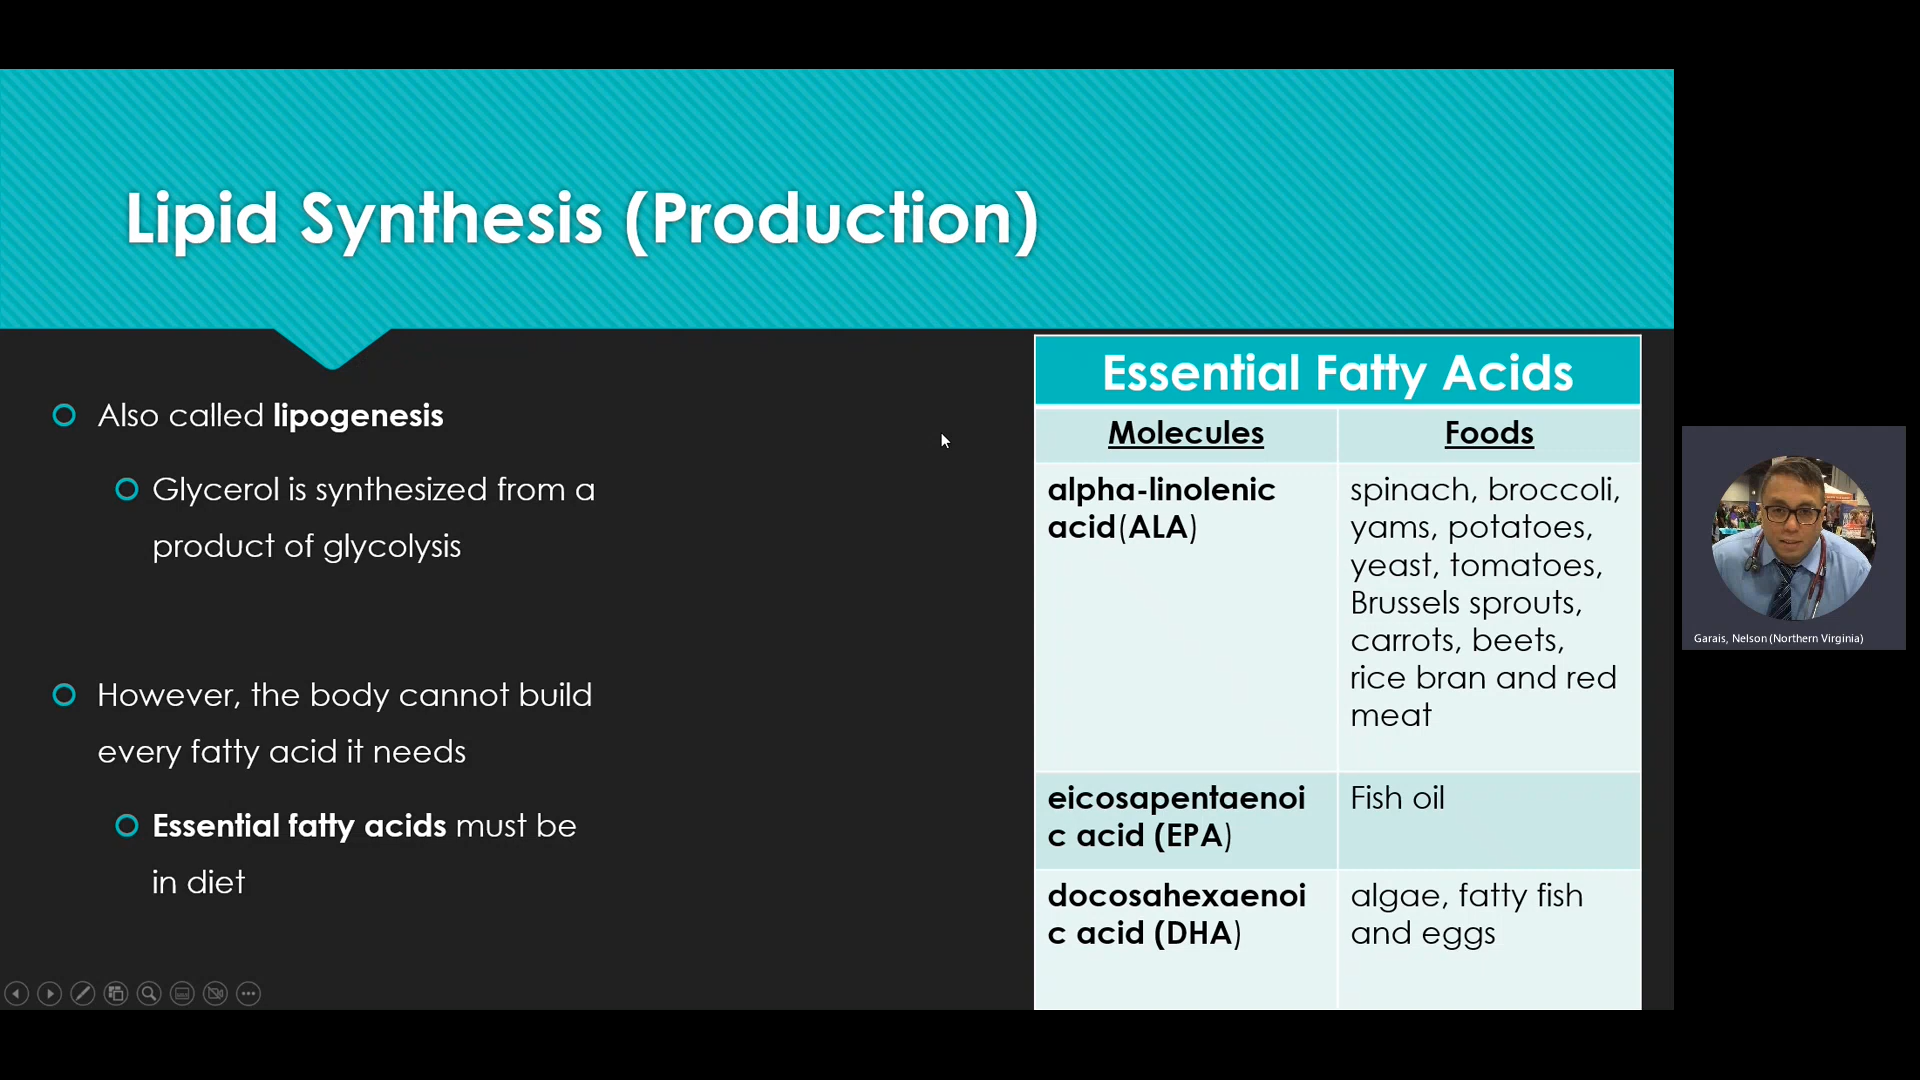 Lipid Synthesis (Production)
Also called lipogenesis
Glycerol is synthesized from a
product of glycolysis
However, the body cannot build
every fatty acid it needs
Essential fatty acids must be
in diet
Essential Fatty Acids
Molecules
Foods
alpha-linolenic
acid(ALA)
spinach, broccoli,
yams, potatoes,
yeast, tomatoes,
Brussels sprouts,
carrots, beets,
rice bran and red
meat
eicosapentaenoi
c acid (EPA)
Fish oil
docosahexaenoi
c acid (DHA)
algae, fatty fish
and eggs
Garais, Nelson (Northern Virginia)